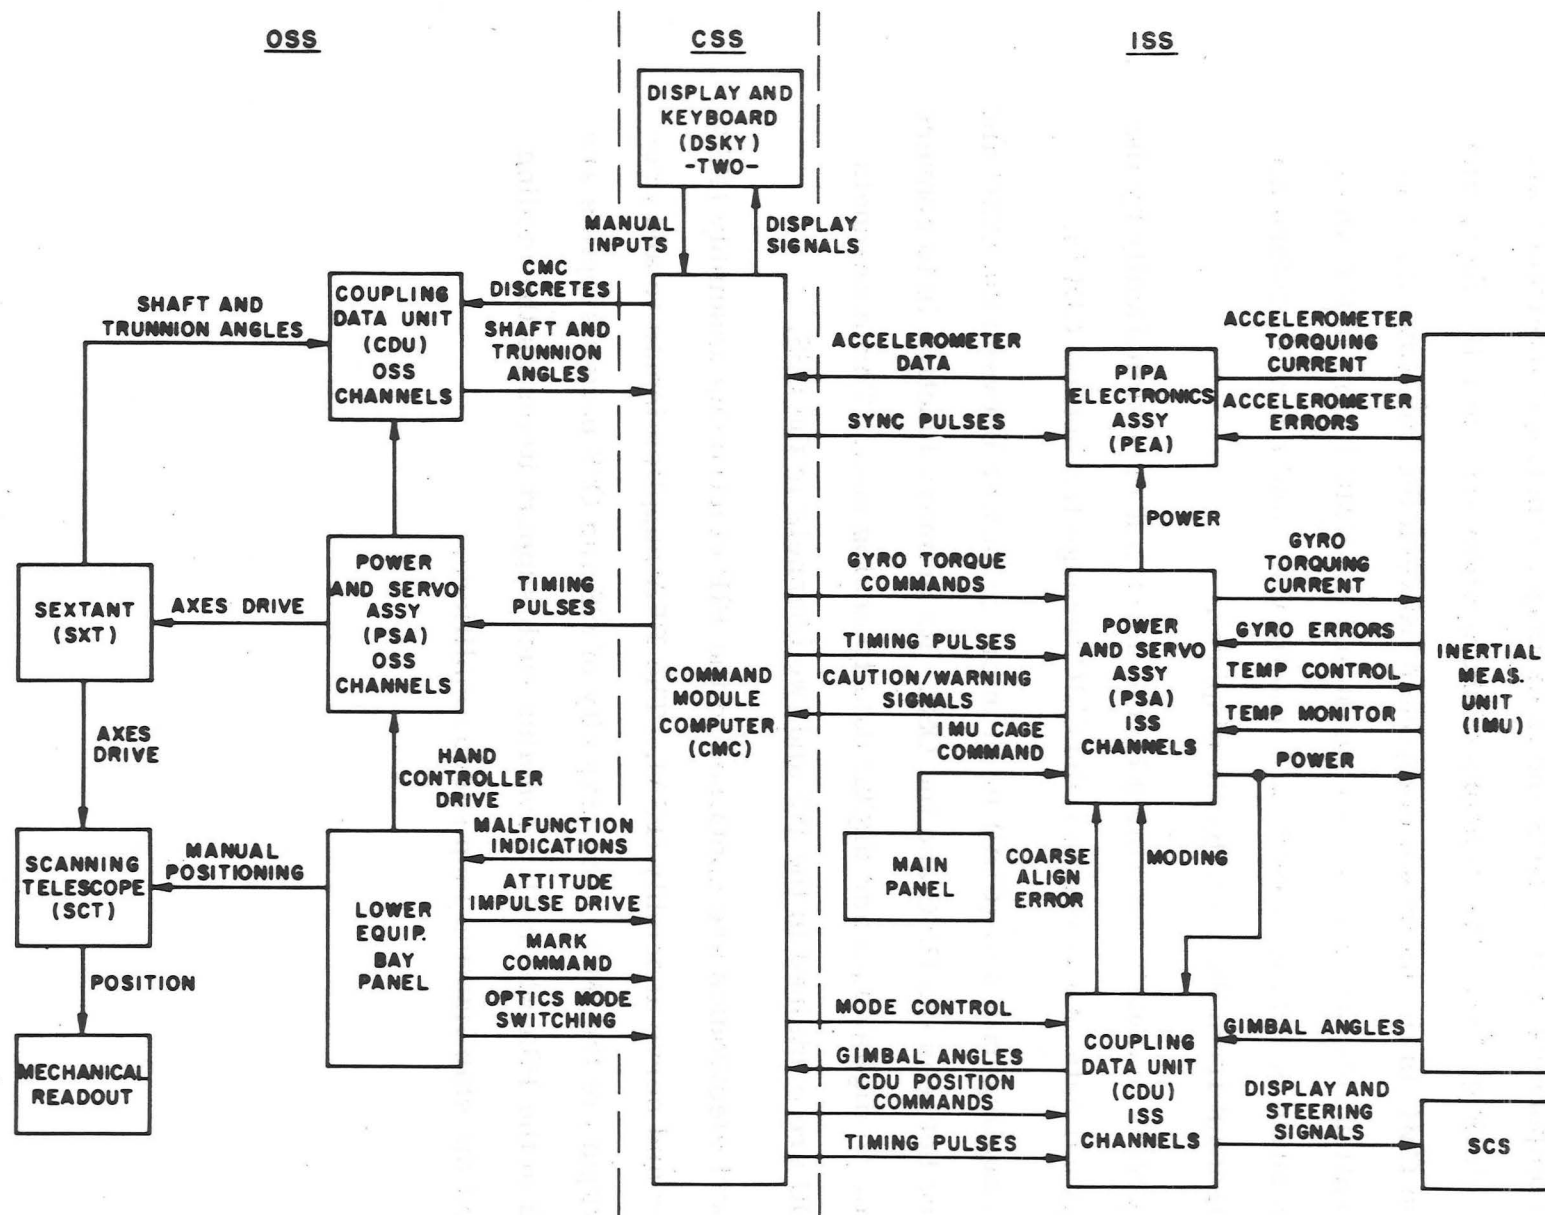 OSS
CSS
ISS
DISPLAY AND
KEYBOARD
(DSKY)
-TWO-
MANUAL
INPUTS
DISPLAY
SIGNALS
SHAFT AND
TRUNNION ANGLES
COUPLING
DATA UNIT
(CDU)
OSS
CHANNELS
CMC
DISCRETES
SHAFT AND
TRUNNION
ANGLES
SEXTANT
(SXT)
AXES DRIVE
POWER
AND SERVO
ASSY
(PSA)
OSS
CHANNELS
TIMING
PULSES
AXES
DRIVE
HAND
CONTROLLER
DRIVE
SCANNING
TELESCOPE
(SCT)
MANUAL
POSITIONING
LOWER
EQUIP.
BAY
PANEL
MALFUNCTION
INDICATIONS
ATTITUDE
IMPULSE DRIVE
MARK
COMMAND
OPTICS MODE
SWITCHING
POSITION
MECHANICAL
READOUT
COMMAND
MODULE
COMPUTER
(CMC)
ACCELEROMETER
DATA
SYNC PULSES
PIPA
ELECTRONICS
ASSY
(PEA)
ACCELEROMETER
TORQUING
CURRENT
ACCELEROMETER
ERRORS
POWER
GYRO TORQUE
COMMANDS
TIMING PULSES
CAUTION/WARNING
SIGNALS
IMU CAGE
COMMAND
POWER
AND SERVO
ASSY
(PSA)
ISS
CHANNELS
GYRO
TORQUING
CURRENT
GYRO ERRORS
TEMP CONTROL
TEMP MONITOR
POWER
INERTIAL
MEAS.
UNIT
(IMU)
MAIN
PANEL
COARSE
ALIGN
ERROR
MODING
MODE CONTROL
GIMBAL ANGLES
CDU POSITION
COMMANDS
TIMING PULSES
COUPLING
DATA UNIT
(CDU)
ISS
CHANNELS
GIMBAL ANGLES
DISPLAY AND
STEERING
SIGNALS
SCS